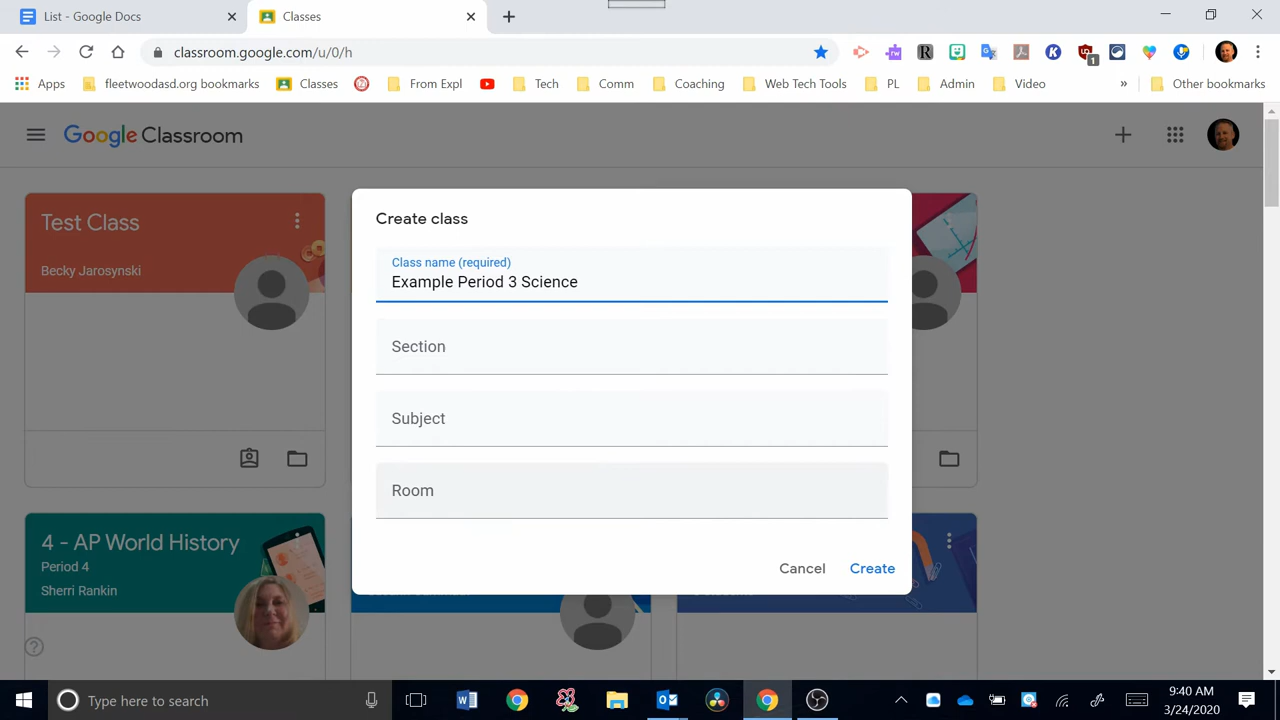 List - Google Docs
Classes
classroom.google.com/u/0/h
1
Apps
fleetwoodasd.org bookmarks
Classes
From Expl
Tech
Comm
Coaching
Web Tech Tools
PL
Admin
Video
»
Other bookmarks
Google Classroom
Test Class
Becky Jarosynski
Create class
Class name (required)
Example Period 3 Science
Section
Subject
Room
Cancel
Create
4 - AP World History
Period 4
Sherri Rankin
Type here to search
9:40 AM
3/24/2020